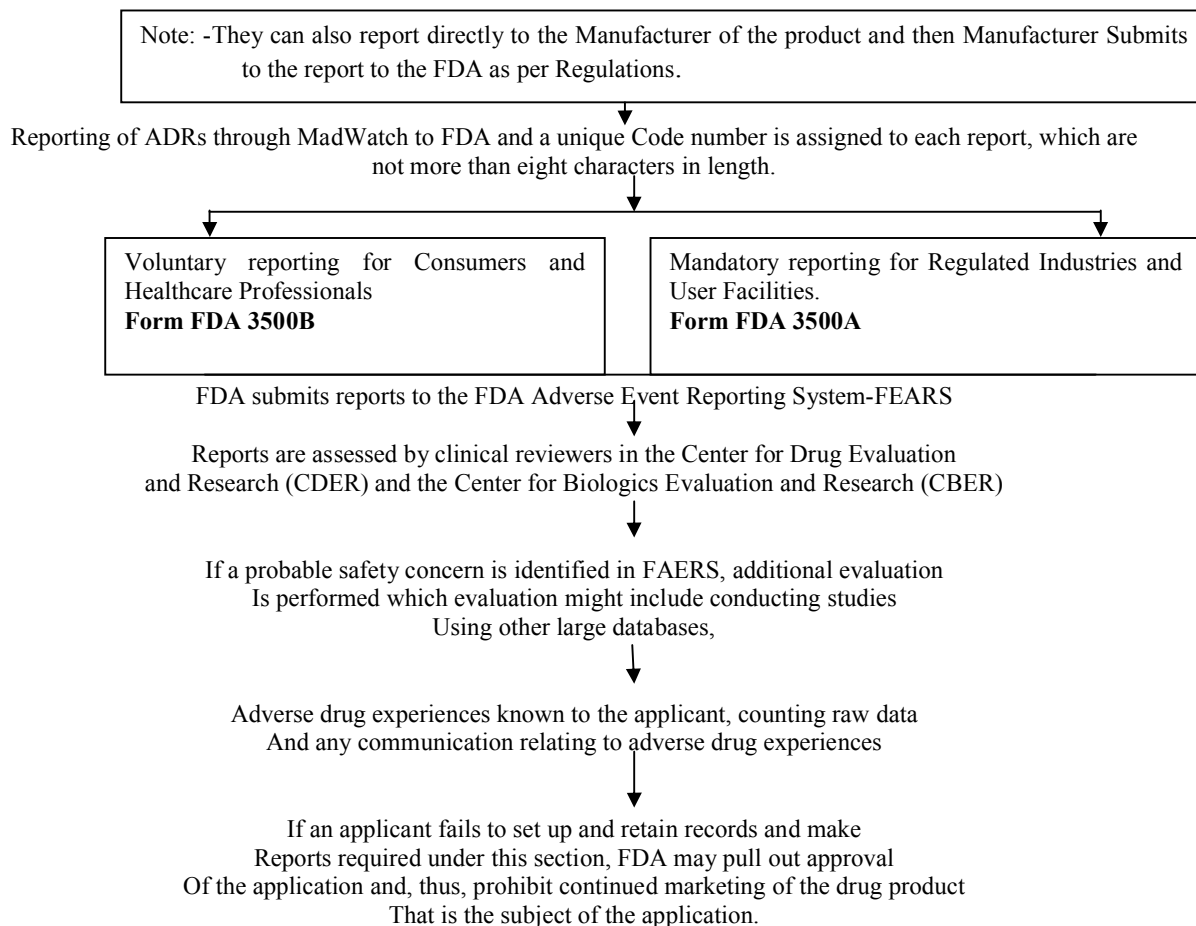 Note: -They can also report directly to the Manufacturer of the product and then Manufacturer Submits
to the report to the FDA as per Regulations.
Reporting of ADRs through MadWatch to FDA and a unique Code number is assigned to each report, which are
not more than eight characters in length.
Voluntary reporting for Consumers and
Healthcare Professionals
Form FDA 3500B
Mandatory reporting for Regulated Industries and
User Facilities.
Form FDA 3500A
FDA submits reports to the FDA Adverse Event Reporting System-FEARS
Reports are assessed by clinical reviewers in the Center for Drug Evaluation
and Research (CDER) and the Center for Biologics Evaluation and Research (CBER)
If a probable safety concern is identified in FAERS, additional evaluation
Is performed which evaluation might include conducting studies
Using other large databases,
Adverse drug experiences known to the applicant, counting raw data
And any communication relating to adverse drug experiences
If an applicant fails to set up and retain records and make
Reports required under this section, FDA may pull out approval
Of the application and, thus, prohibit continued marketing of the drug product
That is the subject of the application.